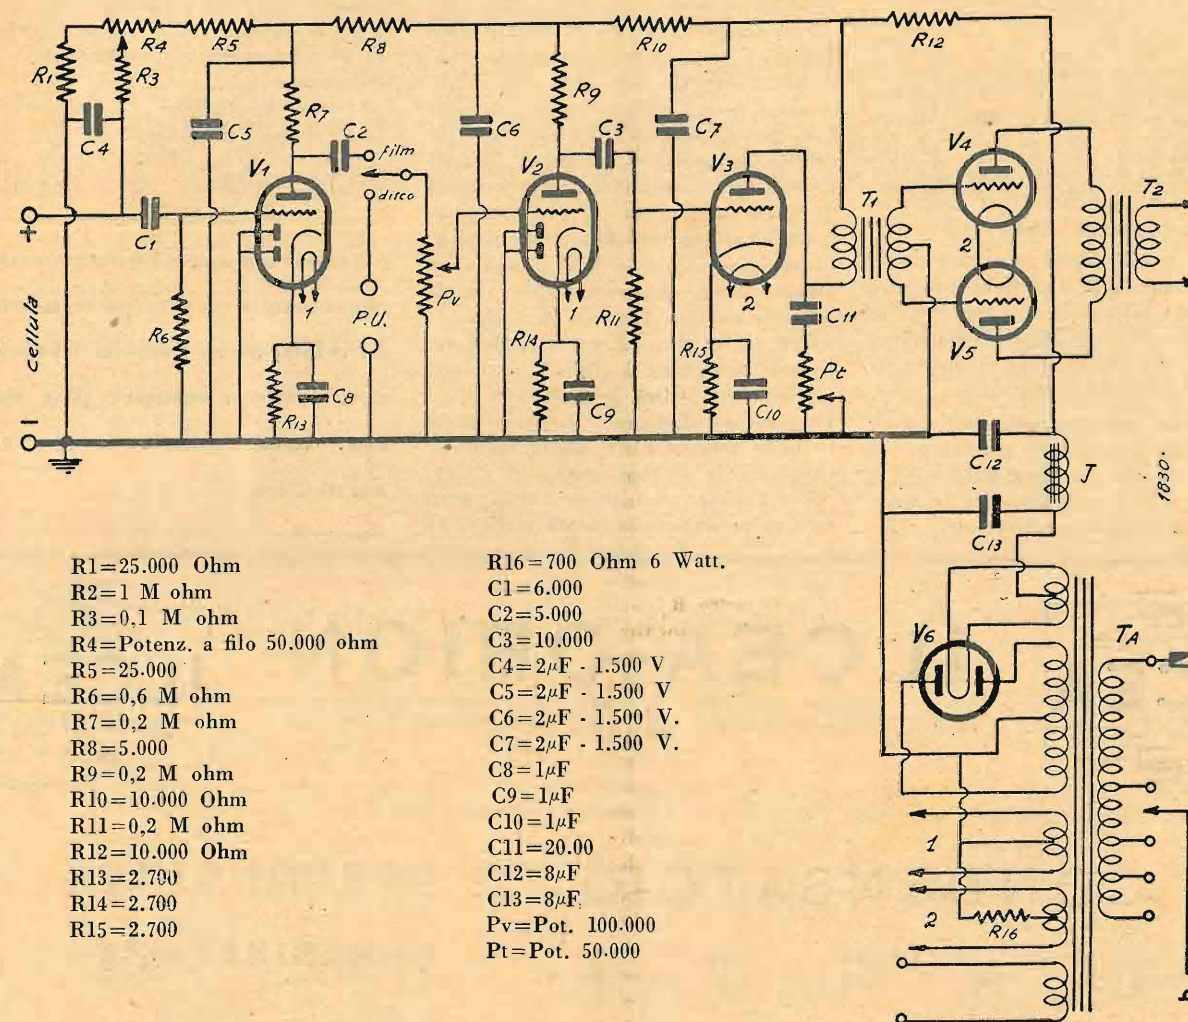 R4
R5
R8
R10
R12
R1
R3
C4
C5
R7
C2
film
disco
V1
C6
R9
C3
V2
C7
V3
V4
T1
T2
2
V5
+
C1
R6
cellula
1
P.U.
Pv
R14
1
R11
R15
2
C11
Pt
R13
C8
C9
C10
C12
J
1830.
C13
V6
TA
1
2
R16
R1=25.000 Ohm
R2=1 M ohm
R3=0,1 M ohm
R4=Potenz. a filo 50.000 ohm
R5=25.000
R6=0,6 M ohm
R7=0,2 M ohm
R8=5.000
R9=0,2 M ohm
R10=10.000 Ohm
R11=0,2 M ohm
R12=10.000 Ohm
R13=2.700
R14=2.700
R15=2.700
R16=700 Ohm 6 Watt.
C1=6.000
C2=5.000
C3=10.000
C4=2µF - 1.500 V
C5=2µF - 1.500 V
C6=2µF - 1.500 V.
C7=2µF - 1.500 V.
C8=1µF
C9=1µF
C10=1µF
C11=20.00
C12=8µF
C13=8µF
Pv=Pot. 100.000
Pt=Pot. 50.000